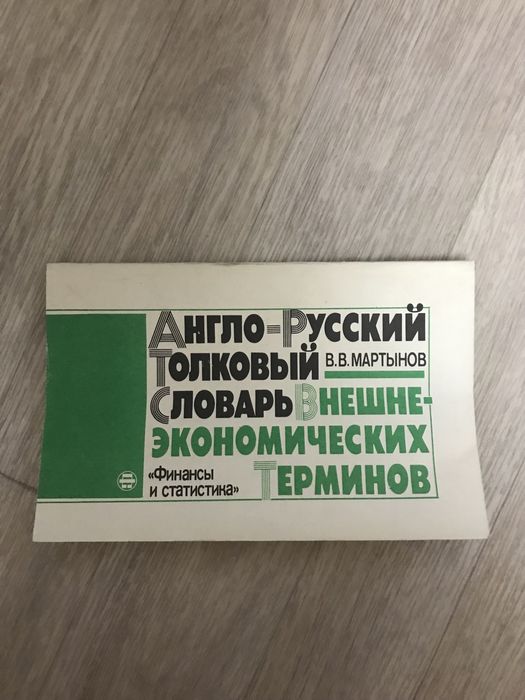 Англо-Русский
Толковый
В.В. МАРТЫНОВ
Словарь Внешне-
экономических
Терминов
«Финансы
и статистика»